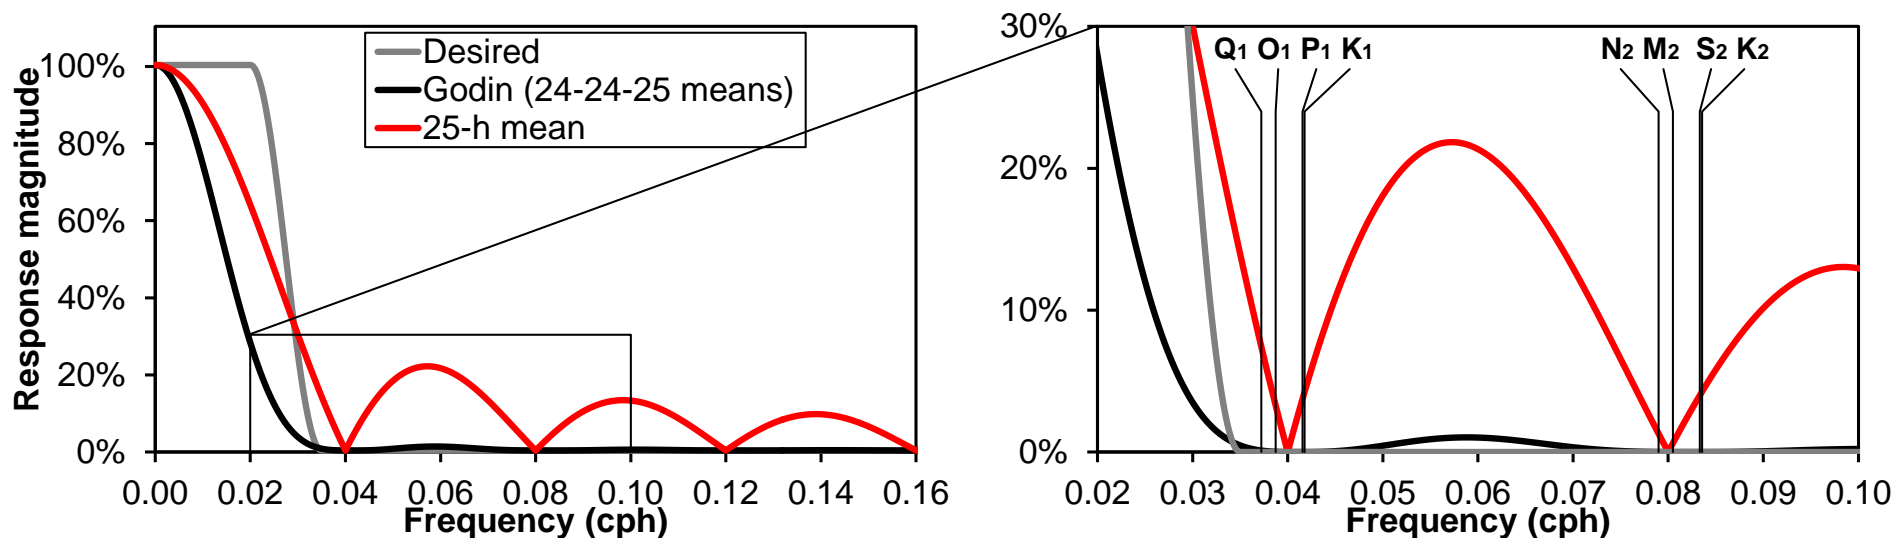 Response magnitude
100%
80%
60%
40%
20%
0%
Desired
Godin (24-24-25 means)
25-h mean
0.00 0.02 0.04 0.06 0.08 0.10 0.12 0.14 0.16
Frequency (cph)
30%
20%
10%
0%
Q1 O1 P1 K1 N2 M2 S2 K2
0.02 0.03 0.04 0.05 0.06 0.07 0.08 0.09 0.10
Frequency (cph)